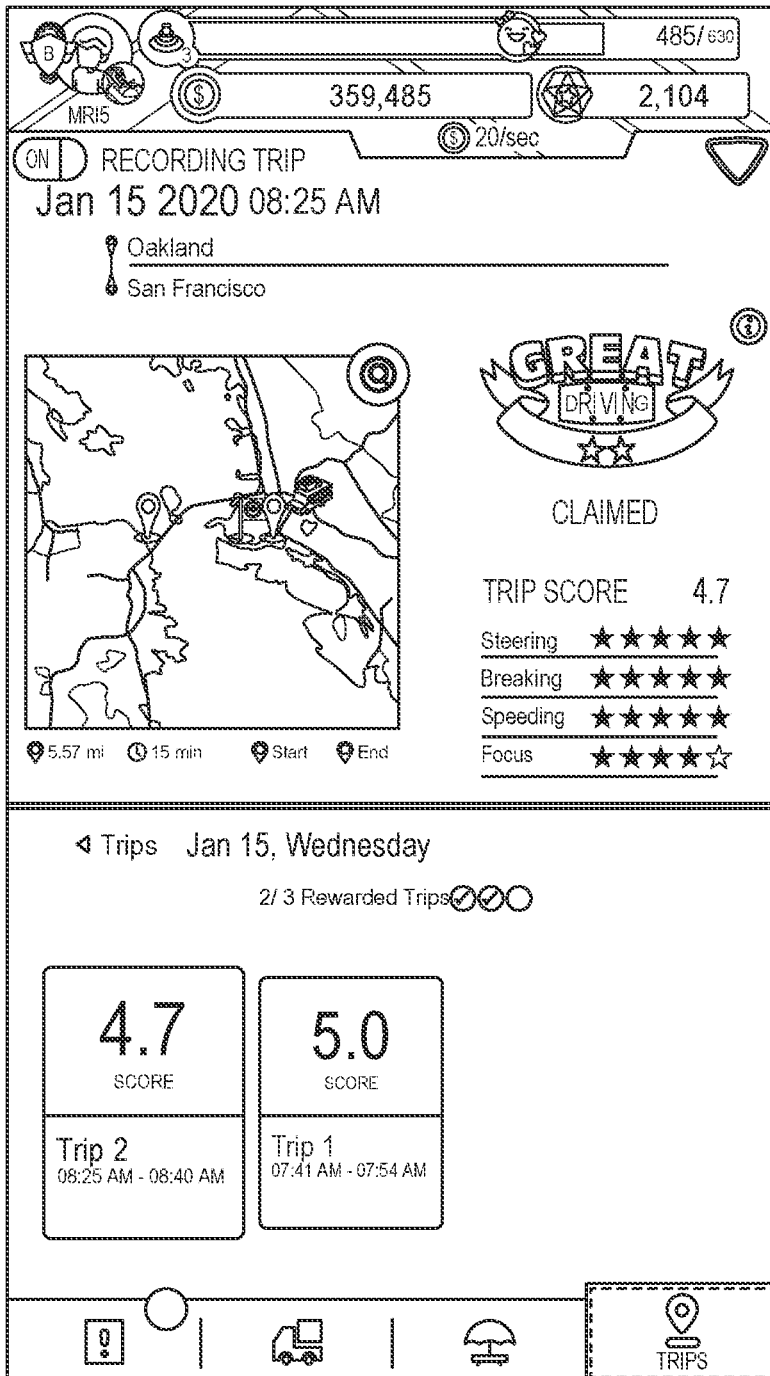 B
3
485/ 630
MRI5
$ 359,485
2,104
$ 20/sec
ON RECORDING TRIP
Jan 15 2020 08:25 AM
Oakland
San Francisco
GREAT
DRIVING
CLAIMED
TRIP SCORE 4.7
Steering
Breaking
Speeding
Focus
5.57 mi 15 min Start End
Trips Jan 15, Wednesday
2/ 3 Rewarded Trips
4.7
SCORE
Trip 2
08:25 AM - 08:40 AM
5.0
SCORE
Trip 1
07:41 AM - 07:54 AM
TRIPS